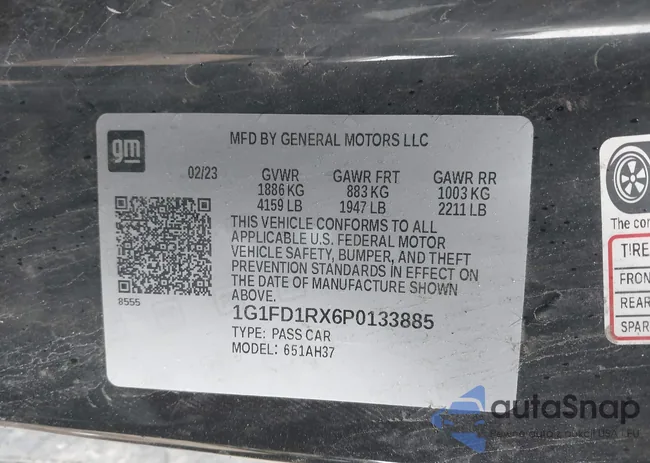 gm
MFD BY GENERAL MOTORS LLC
02/23 GVWR GAWR FRT GAWR RR
1886 KG 883 KG 1003 KG
4159 LB 1947 LB 2211 LB
THIS VEHICLE CONFORMS TO ALL
APPLICABLE U.S. FEDERAL MOTOR
VEHICLE SAFETY, BUMPER, AND THEFT
PREVENTION STANDARDS IN EFFECT ON
THE DATE OF MANUFACTURE SHOWN
ABOVE.
8555
1G1FD1RX6P0133885
TYPE: PASS CAR
MODEL: 651AH37
The co
TIRE
FRON
REAR
SPAR
autoSnap